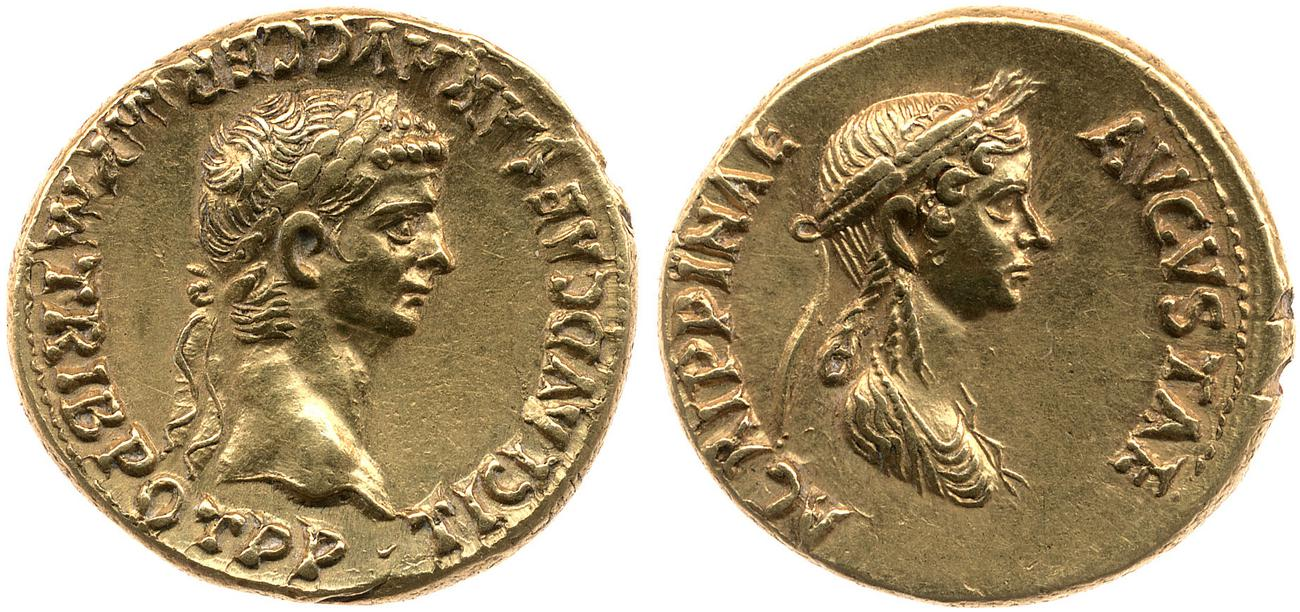 TI CLAVD CAESAR AVG GERM P M TRIB POT P P
AGRIPPINAE AVGVSTAE